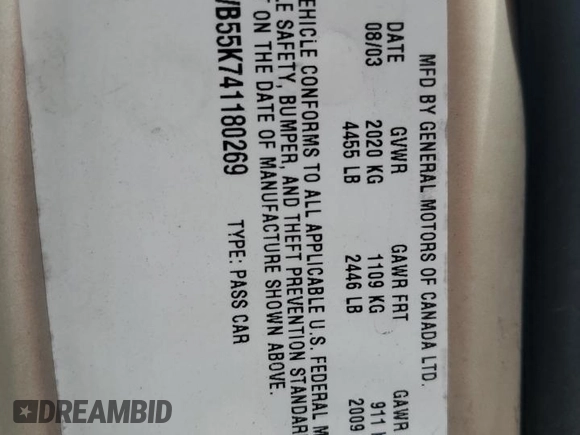 MFD BY GENERAL MOTORS OF CANADA LTD.
DATE GVWR GAWR FRT GAWR
08/03 2020 KG 1109 KG 911
4455 LB 2446 LB 2009
VEHICLE CONFORMS TO ALL APPLICABLE U.S. FEDERAL
SAFETY, BUMPER, AND THEFT PREVENTION
ON THE DATE OF MANUFACTURE SHOWN ABOVE.
B55K741180269 TYPE: PASS CAR
DREAMBID